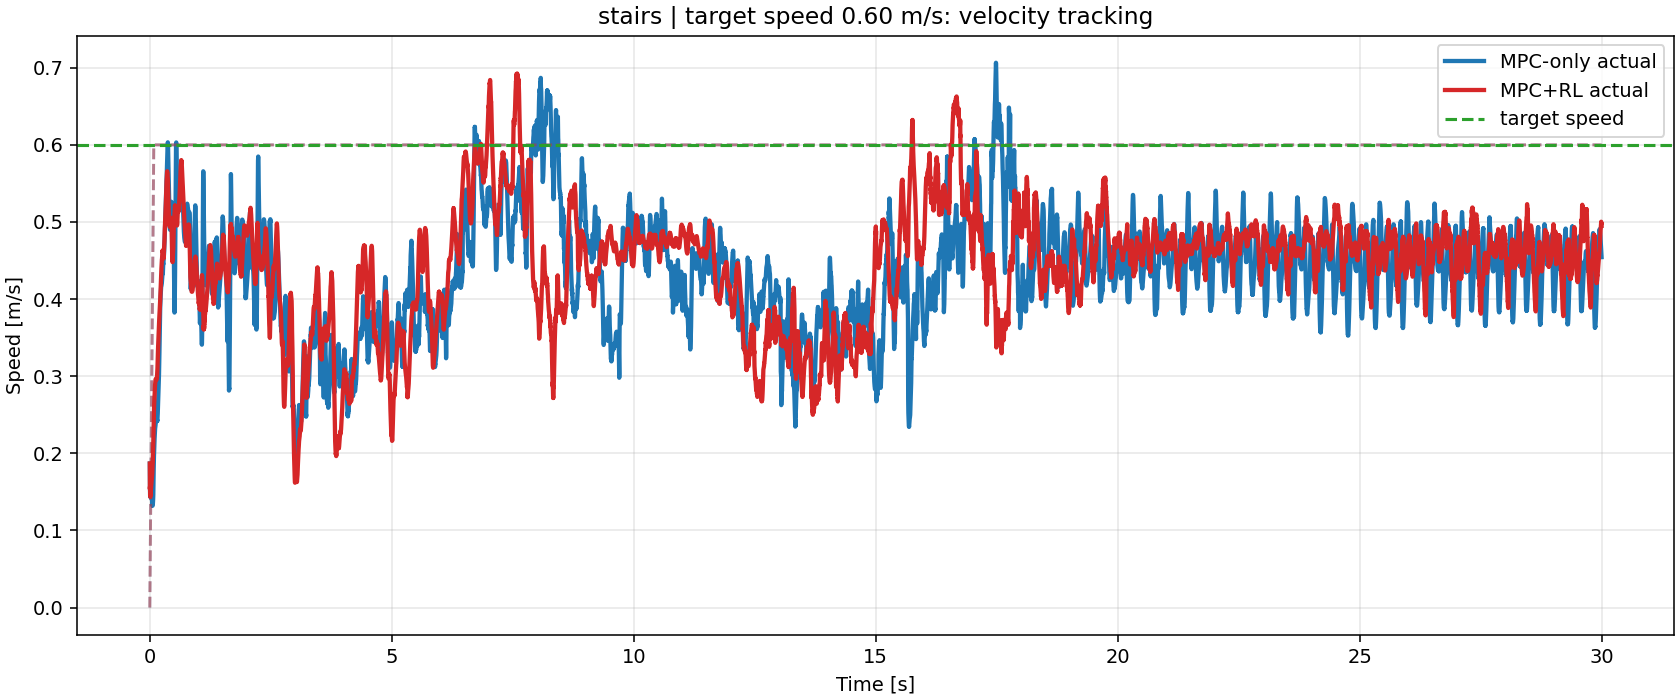 stairs | target speed 0.60 m/s: velocity tracking
MPC-only actual
MPC+RL actual
target speed
Speed [m/s]
0.7
0.6
0.5
0.4
0.3
0.2
0.1
0.0
0 5 10 15 20 25 30
Time [s]